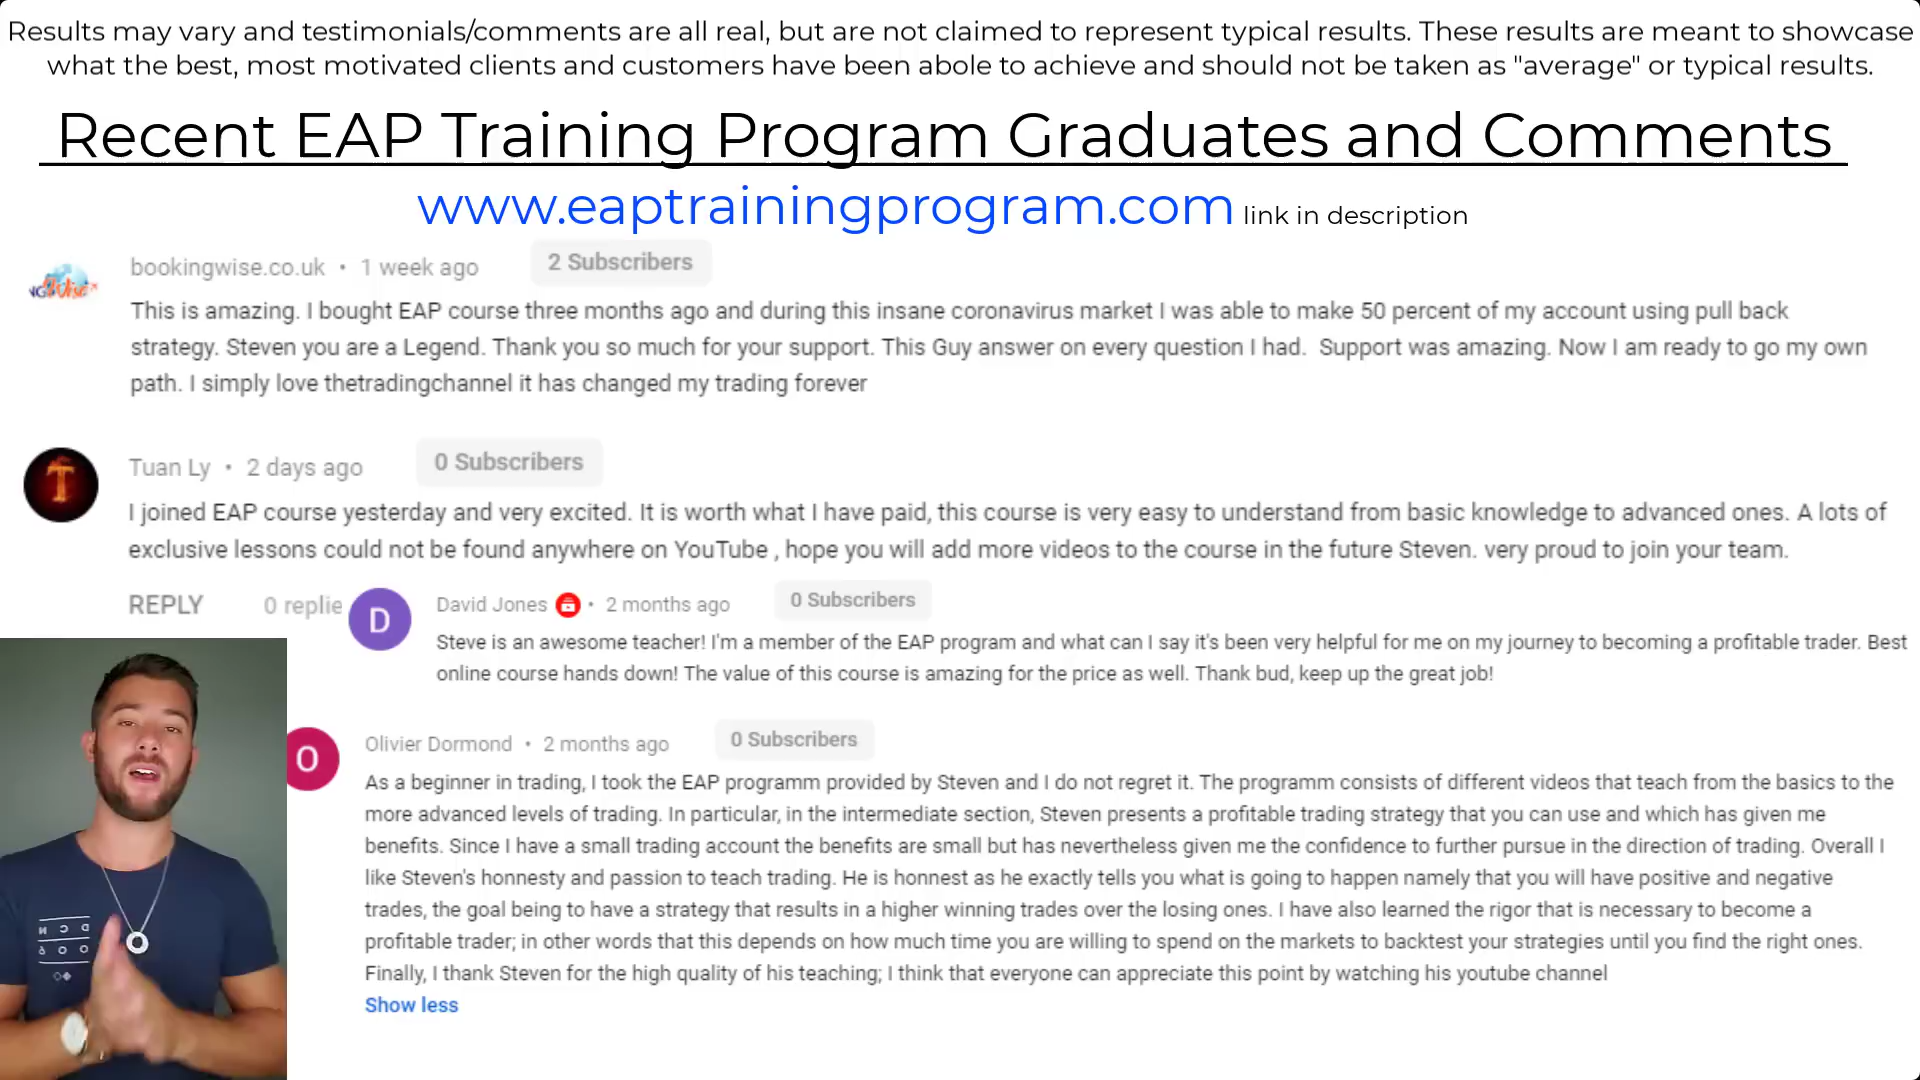 Results may vary and testimonials/comments are all real, but are not claimed to represent typical results. These results are meant to showcase
what the best, most motivated clients and customers have been abole to achieve and should not be taken as "average" or typical results.
Recent EAP Training Program Graduates and Comments
www.eaptrainingprogram.com link in description
bookingwise.co.uk • 1 week ago 2 Subscribers
This is amazing. I bought EAP course three months ago and during this insane coronavirus market I was able to make 50 percent of my account using pull back
strategy. Steven you are a Legend. Thank you so much for your support. This Guy answer on every question I had. Support was amazing. Now I am ready to go my own
path. I simply love thetradingchannel it has changed my trading forever
T
Tuan Ly • 2 days ago 0 Subscribers
I joined EAP course yesterday and very excited. It is worth what I have paid, this course is very easy to understand from basic knowledge to advanced ones. A lots of
exclusive lessons could not be found anywhere on YouTube , hope you will add more videos to the course in the future Steven. very proud to join your team.
REPLY 0 replie
D
David Jones • 2 months ago 0 Subscribers
Steve is an awesome teacher! I'm a member of the EAP program and what can I say it's been very helpful for me on my journey to becoming a profitable trader. Best
online course hands down! The value of this course is amazing for the price as well. Thank bud, keep up the great job!
O
Olivier Dormond • 2 months ago 0 Subscribers
As a beginner in trading, I took the EAP programm provided by Steven and I do not regret it. The programm consists of different videos that teach from the basics to the
more advanced levels of trading. In particular, in the intermediate section, Steven presents a profitable trading strategy that you can use and which has given me
benefits. Since I have a small trading account the benefits are small but has nevertheless given me the confidence to further pursue in the direction of trading. Overall I
like Steven's honnesty and passion to teach trading. He is honnest as he exactly tells you what is going to happen namely that you will have positive and negative
trades, the goal being to have a strategy that results in a higher winning trades over the losing ones. I have also learned the rigor that is necessary to become a
profitable trader; in other words that this depends on how much time you are willing to spend on the markets to backtest your strategies until you find the right ones.
Finally, I thank Steven for the high quality of his teaching; I think that everyone can appreciate this point by watching his youtube channel
Show less